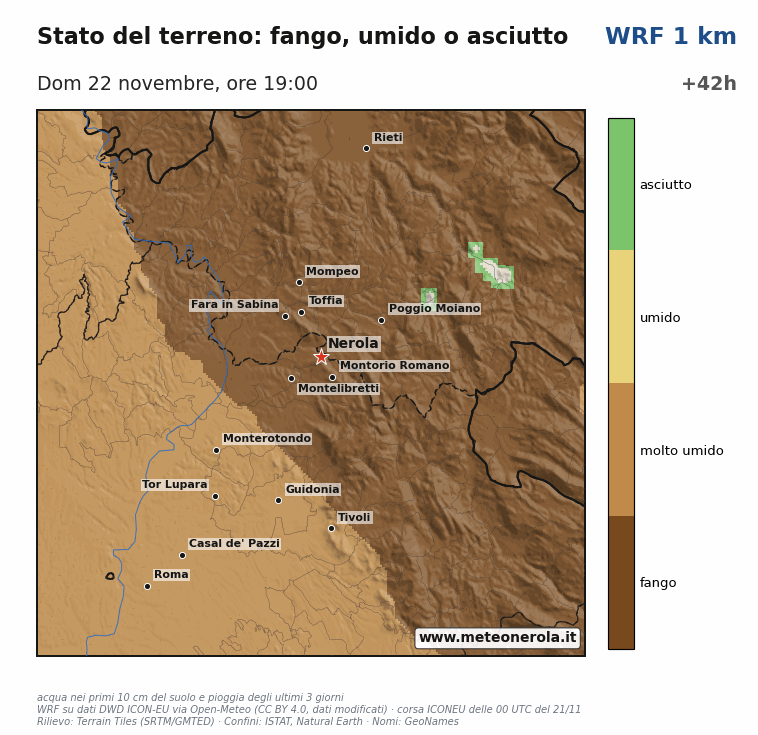 Stato del terreno: fango, umido o asciutto
WRF 1 km
Dom 22 novembre, ore 19:00
+42h
Rieti
asciutto
Mompeo
Toffia
Fara in Sabina
Poggio Moiano
umido
Nerola
Montorio Romano
Montelibretti
Monterotondo
molto umido
Tor Lupara
Guidonia
Tivoli
Casal de' Pazzi
Roma
fango
www.meteonerola.it
acqua nei primi 10 cm del suolo e pioggia degli ultimi 3 giorni
WRF su dati DWD ICON-EU via Open-Meteo (CC BY 4.0, dati modificati) · corsa ICONEU delle 00 UTC del 21/11
Rilievo: Terrain Tiles (SRTM/GMTED) · Confini: ISTAT, Natural Earth · Nomi: GeoNames